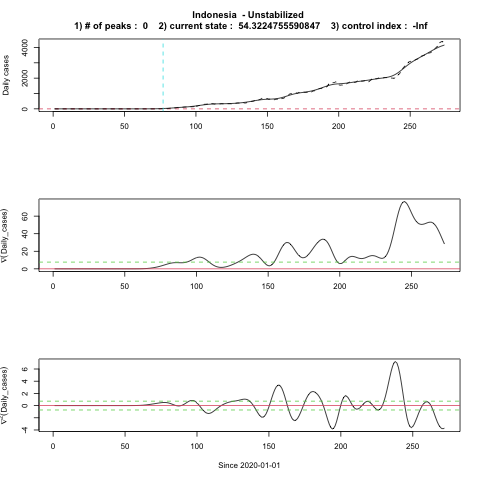 Indonesia - Unstabilized
1) # of peaks : 0 2) current state : 54.3224755590847 3) control index : -Inf
Daily cases
0 2000 4000
0 50 100 150 200 250
∇(Daily_cases)
0 20 40 60
0 50 100 150 200 250
∇²(Daily_cases)
-4 0 2 4 6
0 50 100 150 200 250
Since 2020-01-01